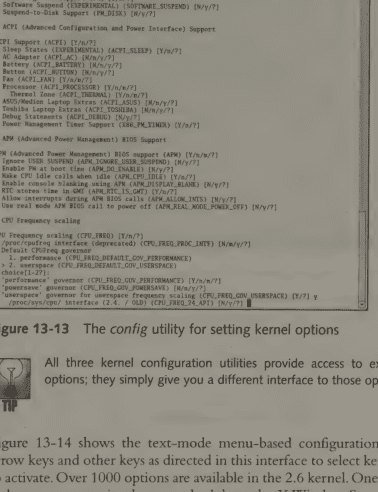 Software Suspend (EXPERIMENTAL) (SOFTWARE_SUSPEND) [N/y/?]
Suspend-to-Disk Support (PM_DISK) [N/y/?]
ACPI (Advanced Configuration and Power Interface) Support
CPI Support (ACPI) [Y/n/?]
Sleep States (EXPERIMENTAL) (ACPI_SLEEP) [Y/n/?]
AC Adapter (ACPI_AC) [N/m/y/?]
Battery (ACPI_BATTERY) [N/m/y/?]
Button (ACPI_BUTTON) [N/m/y/?]
Fan (ACPI_FAN) [Y/n/m/?]
Processor (ACPI_PROCESSOR) [Y/n/m/?]
Thermal Zone (ACPI_THERMAL) [Y/n/m/?]
ASUS/Medion Laptop Extras (ACPI_ASUS) [N/m/y/?]
Toshiba Laptop Extras (ACPI_TOSHIBA) [N/m/y/?]
Debug Statements (ACPI_DEBUG) [N/y/?]
Power Management Timer Support (X86_PM_TIMER) [Y/n/?]
APM (Advanced Power Management) BIOS Support
PM (Advanced Power Management) BIOS support (APM) [Y/n/m/?]
Ignore USER SUSPEND (APM_IGNORE_USER_SUSPEND) [N/y/?]
Enable PM at boot time (APM_DO_ENABLE) [N/y/?]
Make CPU Idle calls when idle (APM_CPU_IDLE) [Y/n/?]
Enable console blanking using APM (APM_DISPLAY_BLANK) [N/y/?]
RTC stores time in GMT (APM_RTC_IS_GMT) [Y/n/?]
Allow interrupts during APM BIOS calls (APM_ALLOW_INTS) [N/y/?]
Use real mode APM BIOS call to power off (APM_REAL_MODE_POWER_OFF) [N/y/?]
CPU Frequency scaling
PU Frequency scaling (CPU_FREQ) [Y/n/?]
/proc/cpufreq interface (deprecated) (CPU_FREQ_PROC_INTF) [N/m/y/?]
Default CPUFreq governor
1. performance (CPU_FREQ_DEFAULT_GOV_PERFORMANCE)
> 2. userspace (CPU_FREQ_DEFAULT_GOV_USERSPACE)
choice[1-2?]:
'performance' governor (CPU_FREQ_GOV_PERFORMANCE) [Y/n/m/?]
'powersave' governor (CPU_FREQ_GOV_POWERSAVE) [N/m/y/?]
'userspace' governor for userspace frequency scaling (CPU_FREQ_GOV_USERSPACE) [Y/?] y
/proc/sys/cpu/ interface (2.4. / OLD) (CPU_FREQ_24_API) [N/y/?]
igure 13-13 The config utility for setting kernel options
All three kernel configuration utilities provide access to ex
options; they simply give you a different interface to those op
TIP
igure 13-14 shows the text-mode menu-based configuration
row keys and other keys as directed in this interface to select ke
o activate. Over 1000 options are available in the 2.6 kernel. One